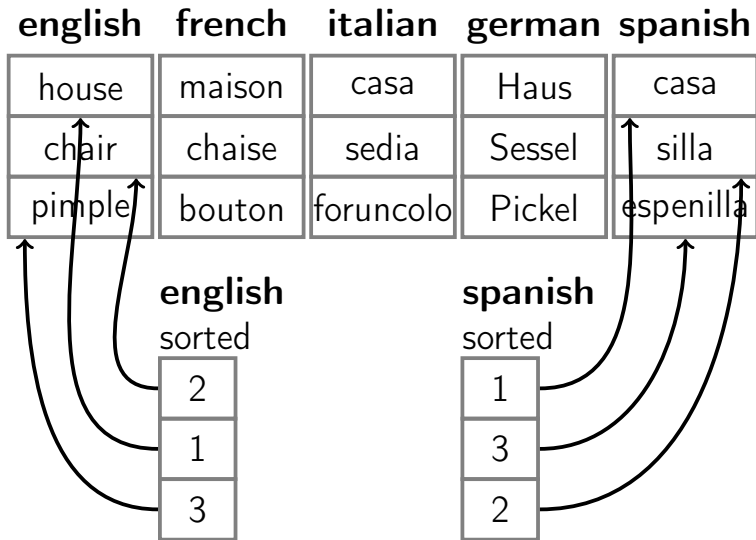 english french italian german spanish
house maison casa Haus casa
chair chaise sedia Sessel silla
pimple bouton foruncolo Pickel espenilla
english spanish
sorted sorted
2 1
1 3
3 2